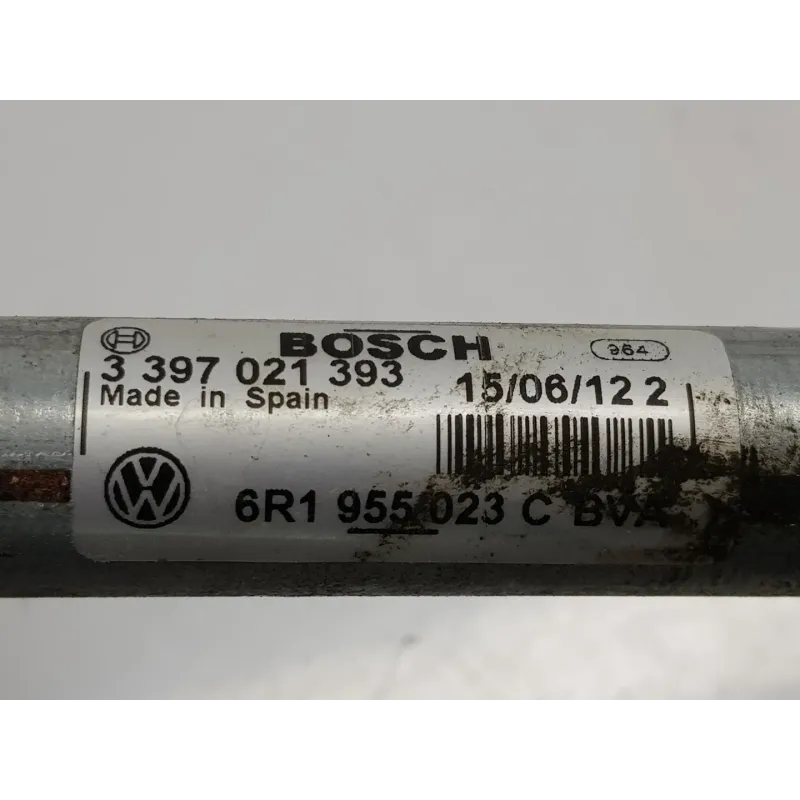 BOSCH
964
3 397 021 393
15/06/12 2
Made in Spain
6R1 955 023 C BVA